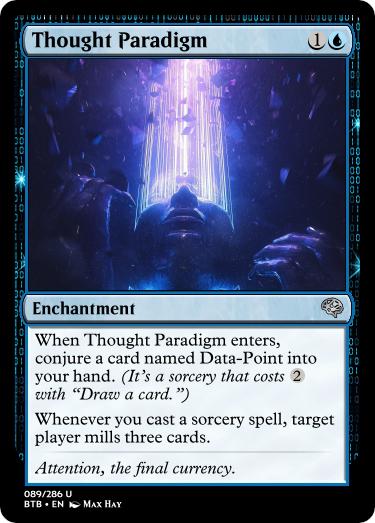 Thought Paradigm 1
Enchantment
When Thought Paradigm enters,
conjure a card named Data-Point into
your hand. (It's a sorcery that costs 2
with “Draw a card.”)
Whenever you cast a sorcery spell, target
player mills three cards.
Attention, the final currency.
089/286 U
BTB • EN Max Hay